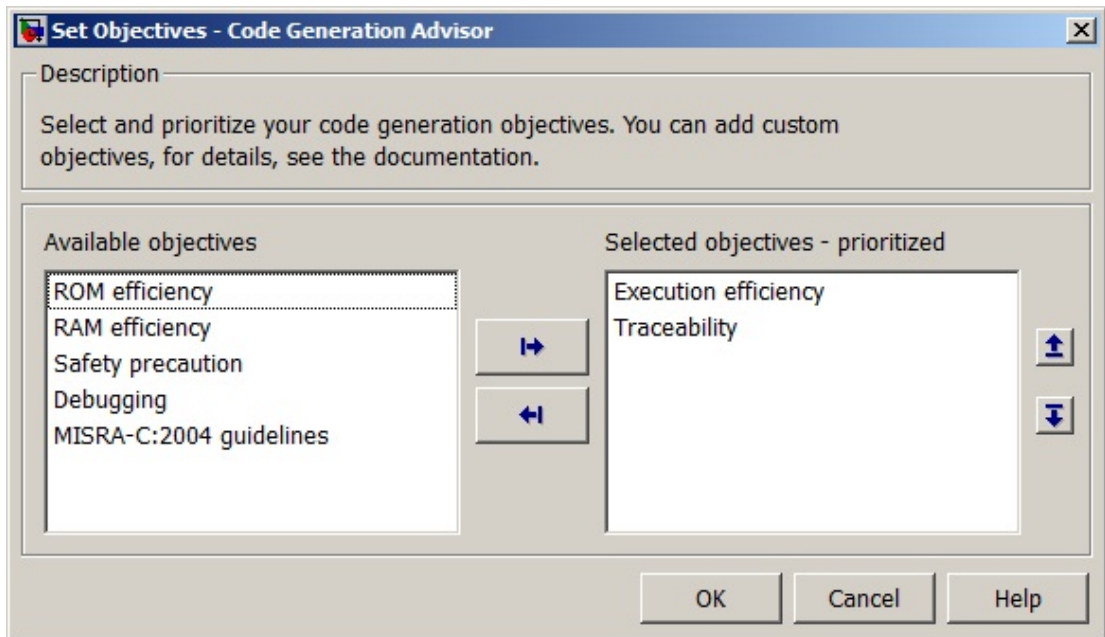 Set Objectives - Code Generation Advisor
Description
Select and prioritize your code generation objectives. You can add custom
objectives, for details, see the documentation.
Available objectives
ROM efficiency
RAM efficiency
Safety precaution
Debugging
MISRA-C:2004 guidelines
Selected objectives - prioritized
Execution efficiency
Traceability
OK
Cancel
Help